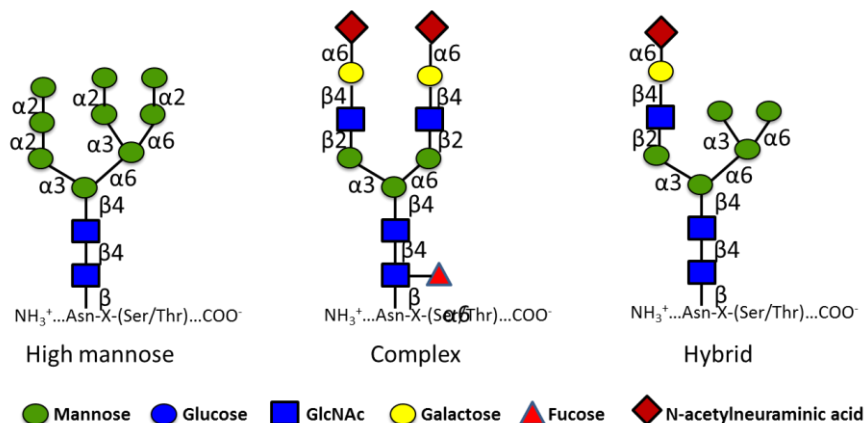 α6 α6 α6
β4 β4 β4
α2 α2 α2
α2 α3 α6 β2 β2 β2 α3 α6
α3 α6 α3 α6 α3 α6
β4 β4 β4
β4 β4 β4
β β β
NH₃⁺...Asn-X-(Ser/Thr)...COO⁻ NH₃⁺...Asn-X-(Ser/Thr)...COO⁻ NH₃⁺...Asn-X-(Ser/Thr)...COO⁻
α6
High mannose Complex Hybrid
Mannose Glucose GlcNAc Galactose Fucose N-acetylneuraminic acid